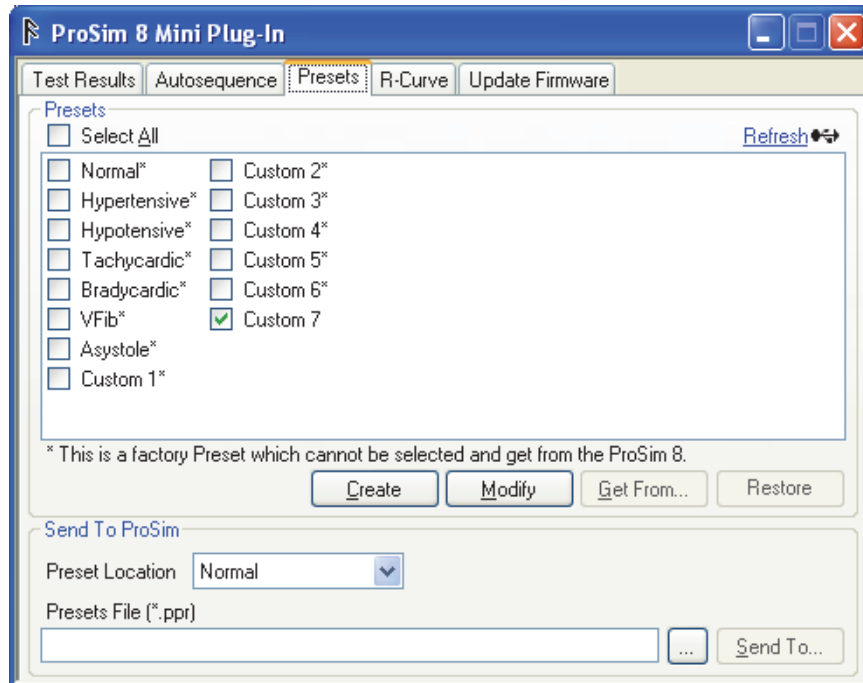 ProSim 8 Mini Plug-In
Test Results Autosequence Presets R-Curve Update Firmware
Presets
Select All Refresh
Normal* Custom 2*
Hypertensive* Custom 3*
Hypotensive* Custom 4*
Tachycardic* Custom 5*
Bradycardic* Custom 6*
VFib* Custom 7
Asystole*
Custom 1*
* This is a factory Preset which cannot be selected and get from the ProSim 8.
Create Modify Get From... Restore
Send To ProSim
Preset Location Normal
Presets File (*.ppr)
... Send To...